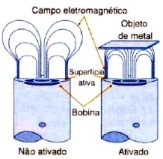 Campo eletromagnético
Objeto
de metal
Superfície
ativa
Bobina
Não ativado
Ativado